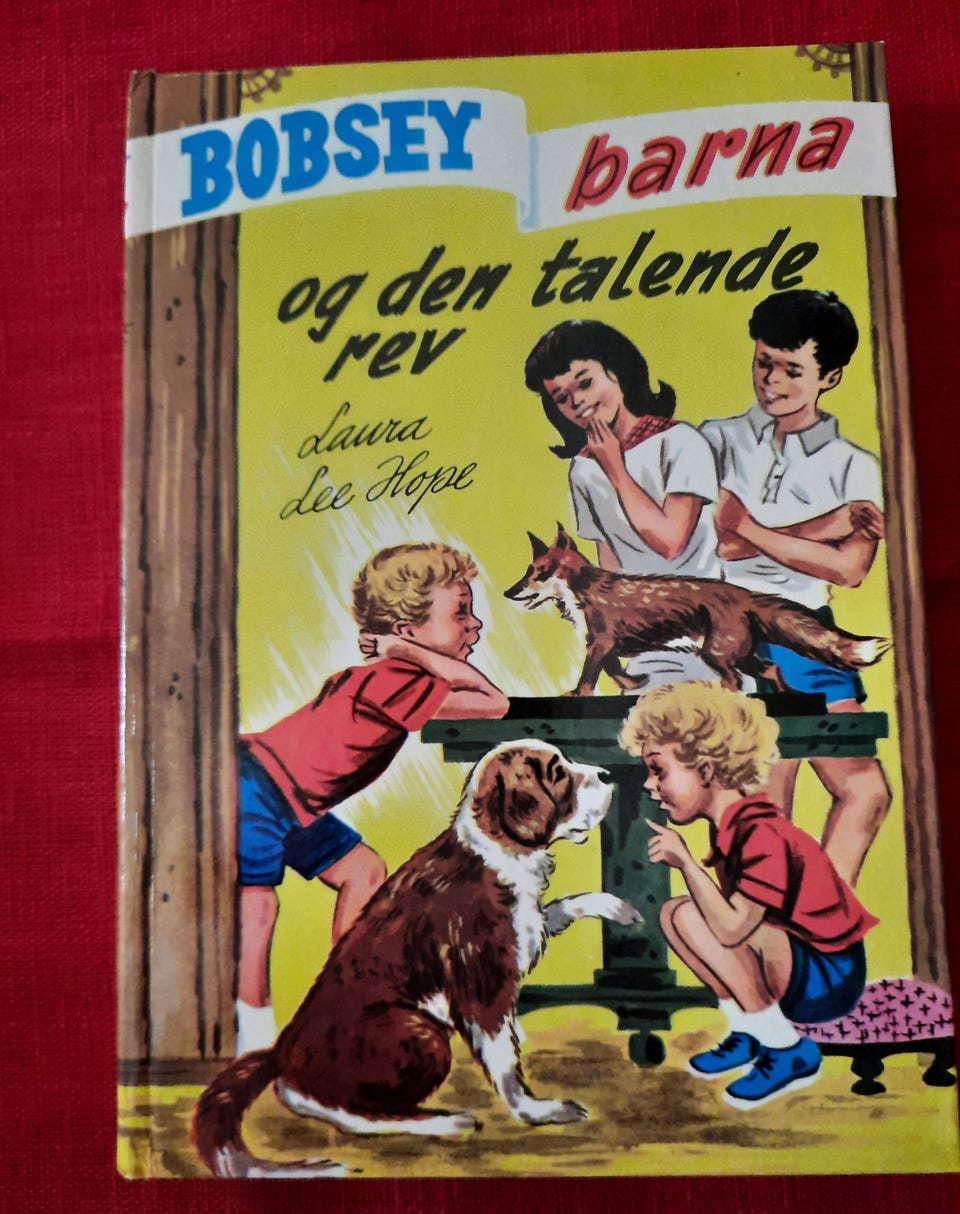 BOBSEY barna
og den talende
rev
Laura
Lee Hope